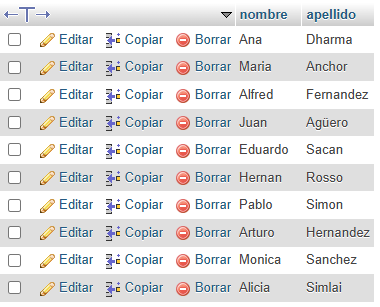 nombre apellido
Editar Copiar Borrar Ana Dharma
Editar Copiar Borrar Maria Anchor
Editar Copiar Borrar Alfred Fernandez
Editar Copiar Borrar Juan Agüero
Editar Copiar Borrar Eduardo Sacan
Editar Copiar Borrar Hernan Rosso
Editar Copiar Borrar Pablo Simon
Editar Copiar Borrar Arturo Hernandez
Editar Copiar Borrar Monica Sanchez
Editar Copiar Borrar Alicia Simlai